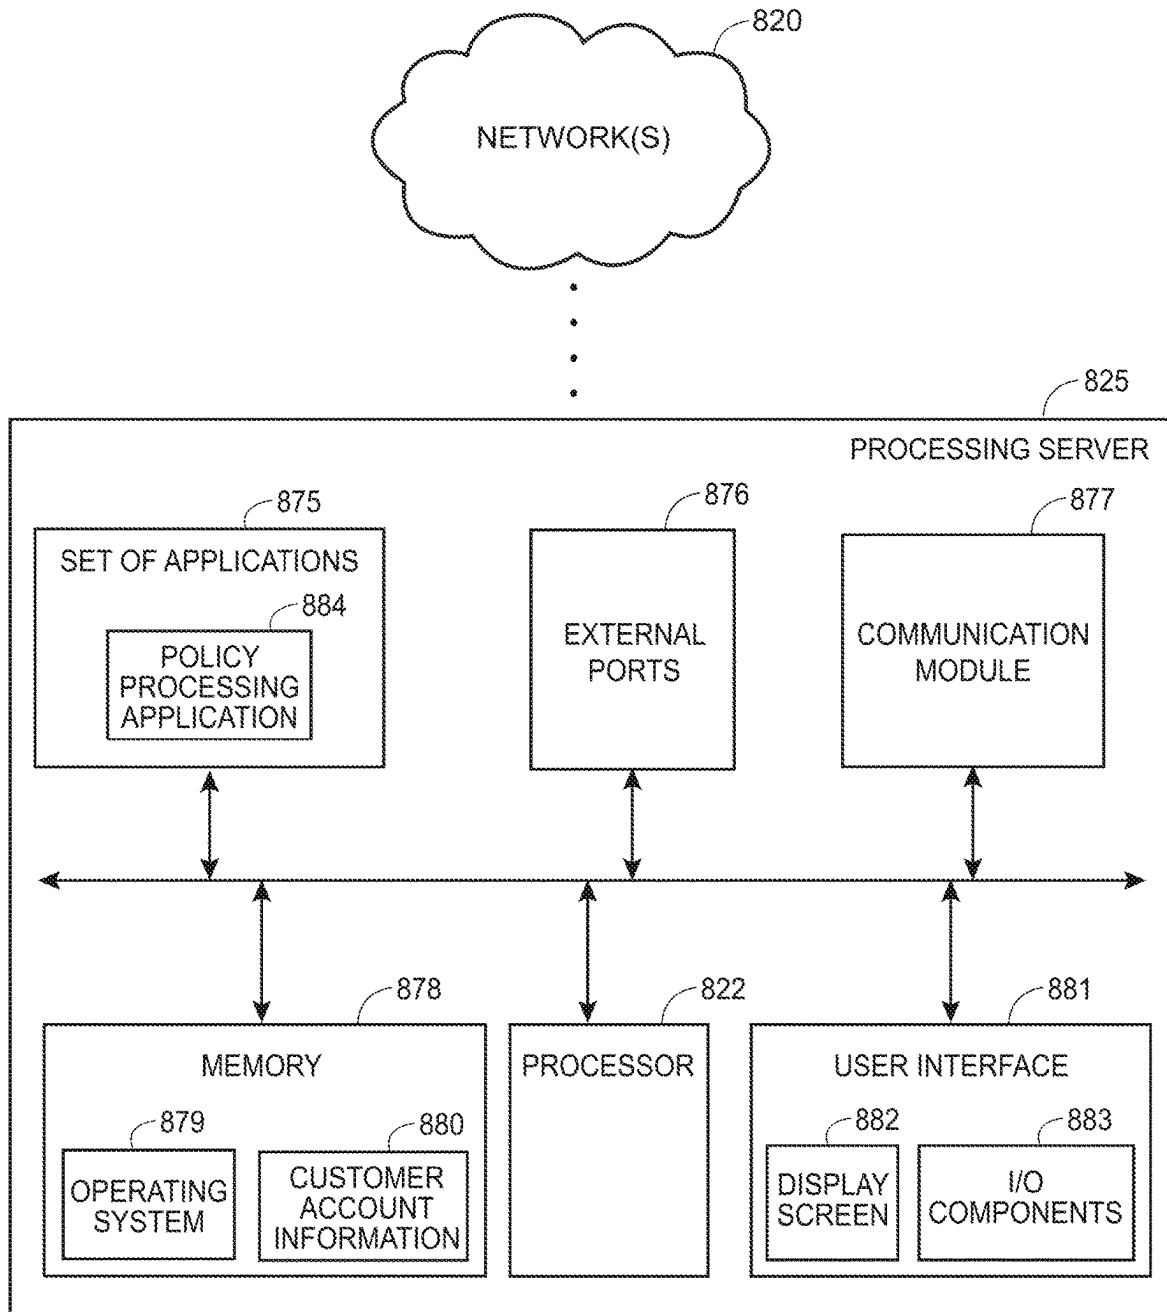 820
NETWORK(S)
825
PROCESSING SERVER
875
SET OF APPLICATIONS
884
POLICY
PROCESSING
APPLICATION
876
EXTERNAL
PORTS
877
COMMUNICATION
MODULE
878
MEMORY
879
OPERATING
SYSTEM
880
CUSTOMER
ACCOUNT
INFORMATION
822
PROCESSOR
881
USER INTERFACE
882
DISPLAY
SCREEN
883
I/O
COMPONENTS